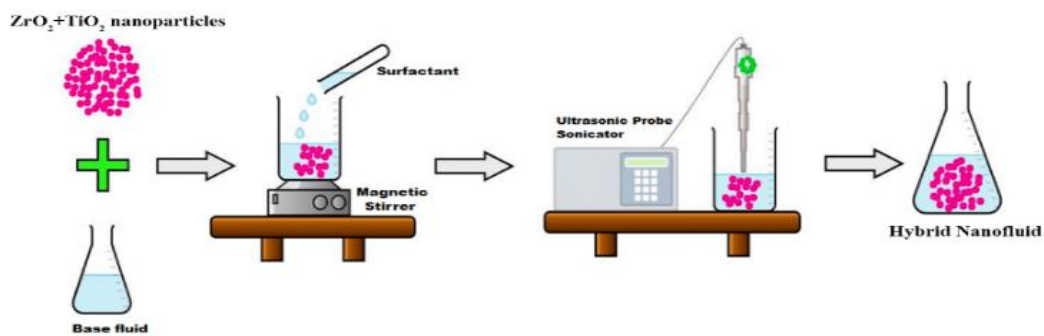 ZrO₂+TiO₂ nanoparticles
Surfactant
Magnetic
Stirrer
Base fluid
Ultrasonic Probe
Sonicator
Hybrid Nanofluid